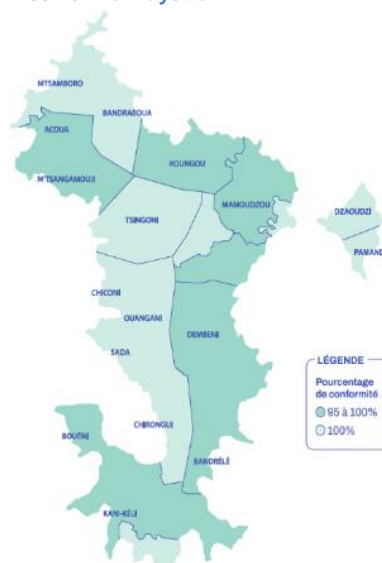 MTSAMBORO
BANDRABOUA
ACOUA
KOUNGOU
M'TSANGAMOUJI
MAMOUDZOU
DZAOUDZI
TSINGONI
PAMANDZI
CHICONI
OUANGANI
DEMBENI
SADA
LÉGENDE
Pourcentage
de conformité
95 à 100%
100%
CHIRONGUI
BOUÉNI
BANDRÉLÉ
KANI-KÉLI